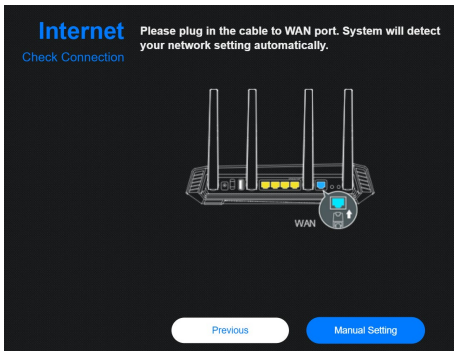 Internet
Check Connection
Please plug in the cable to WAN port. System will detect
your network setting automatically.
WAN
Previous
Manual Setting